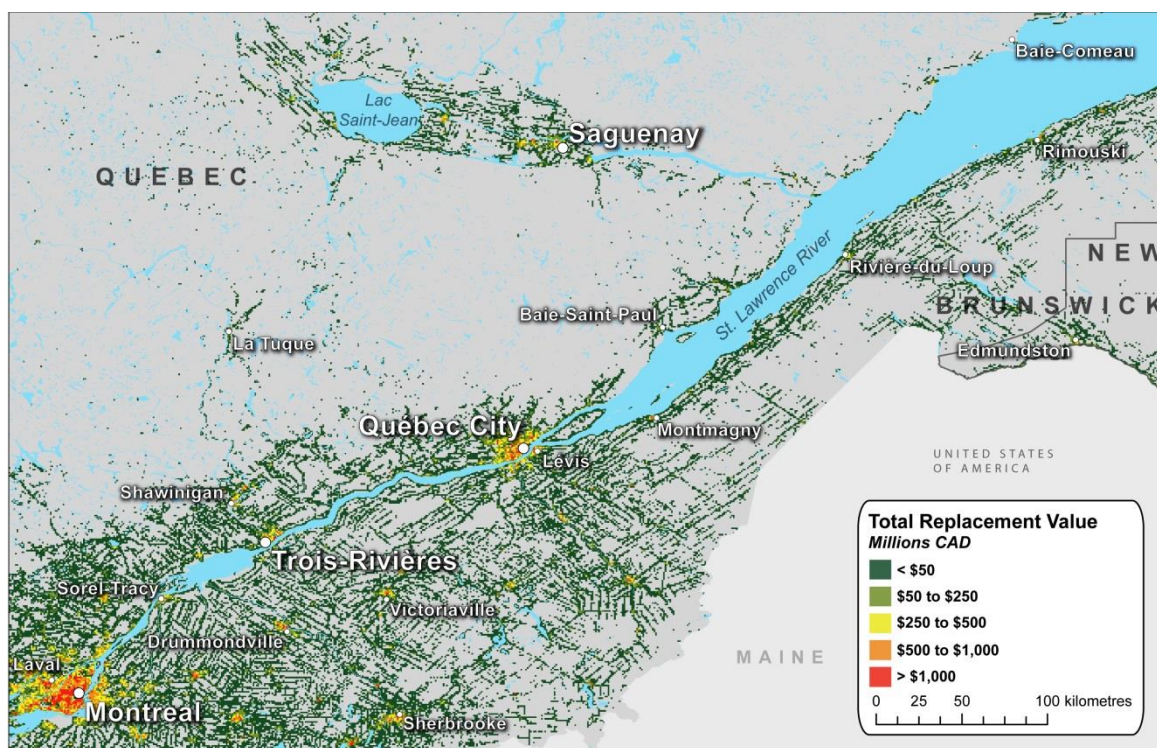 Baie-Comeau
Lac
Saint-Jean
Saguenay
Rimouski
QUEBEC
St. Lawrence River
Rivière-du-Loup
NEW
BRUNSWICK
Baie-Saint-Paul
La Tuque
Edmundston
Québec City
Montmagny
Lévis
UNITED STATES
OF AMERICA
Shawinigan
Trois-Rivières
Sorel-Tracy
Victoriaville
Drummondville
MAINE
Laval
Montreal
Sherbrooke
Total Replacement Value
Millions CAD
< $50
$50 to $250
$250 to $500
$500 to $1,000
> $1,000
0 25 50 100 kilometres